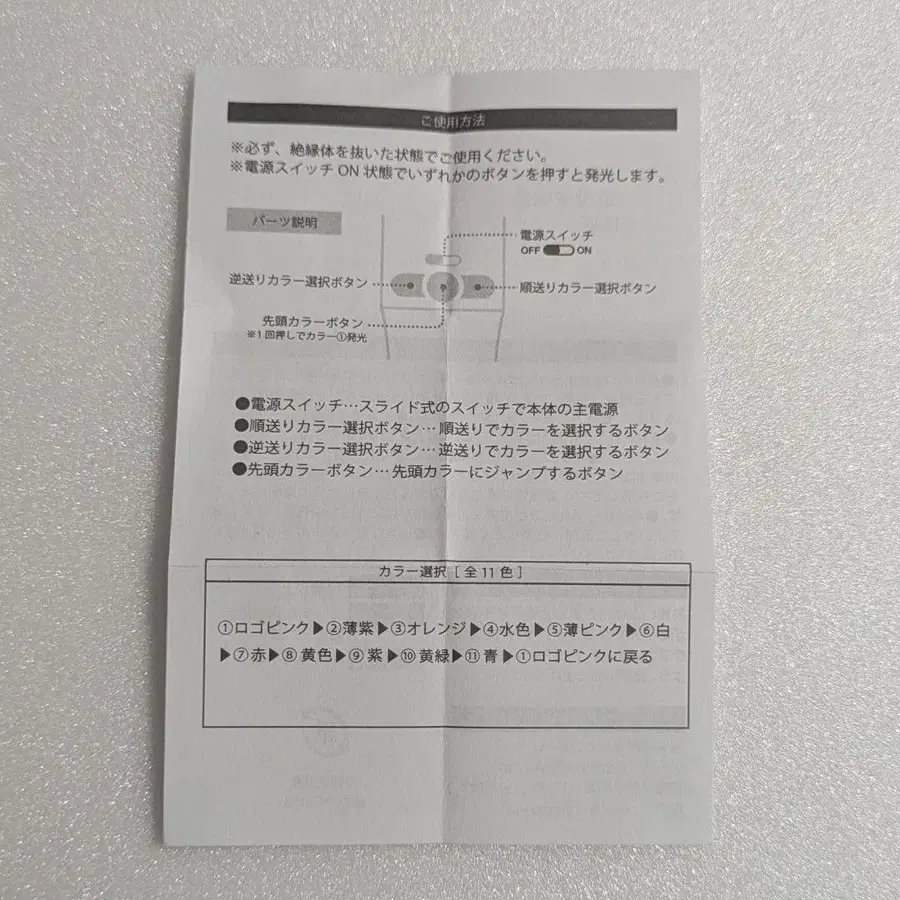 ご使用方法
※必ず、絶縁体を抜いた状態でご使用ください。
※電源スイッチ ON 状態でいずれかのボタンを押すと発光します。
パーツ説明
電源スイッチ
OFF ON
逆送りカラー選択ボタン
順送りカラー選択ボタン
先頭カラーボタン
※1回押しでカラー①発光
●電源スイッチ…スライド式のスイッチで本体の主電源
●順送りカラー選択ボタン…順送りでカラーを選択するボタン
●逆送りカラー選択ボタン…逆送りでカラーを選択するボタン
●先頭カラーボタン…先頭カラーにジャンプするボタン
カラー選択［全11色］
①ロゴピンク▶②薄紫▶③オレンジ▶④水色▶⑤薄ピンク▶⑥白
▶⑦赤▶⑧黄色▶⑨紫▶⑩黄緑▶⑪青▶①ロゴピンクに戻る